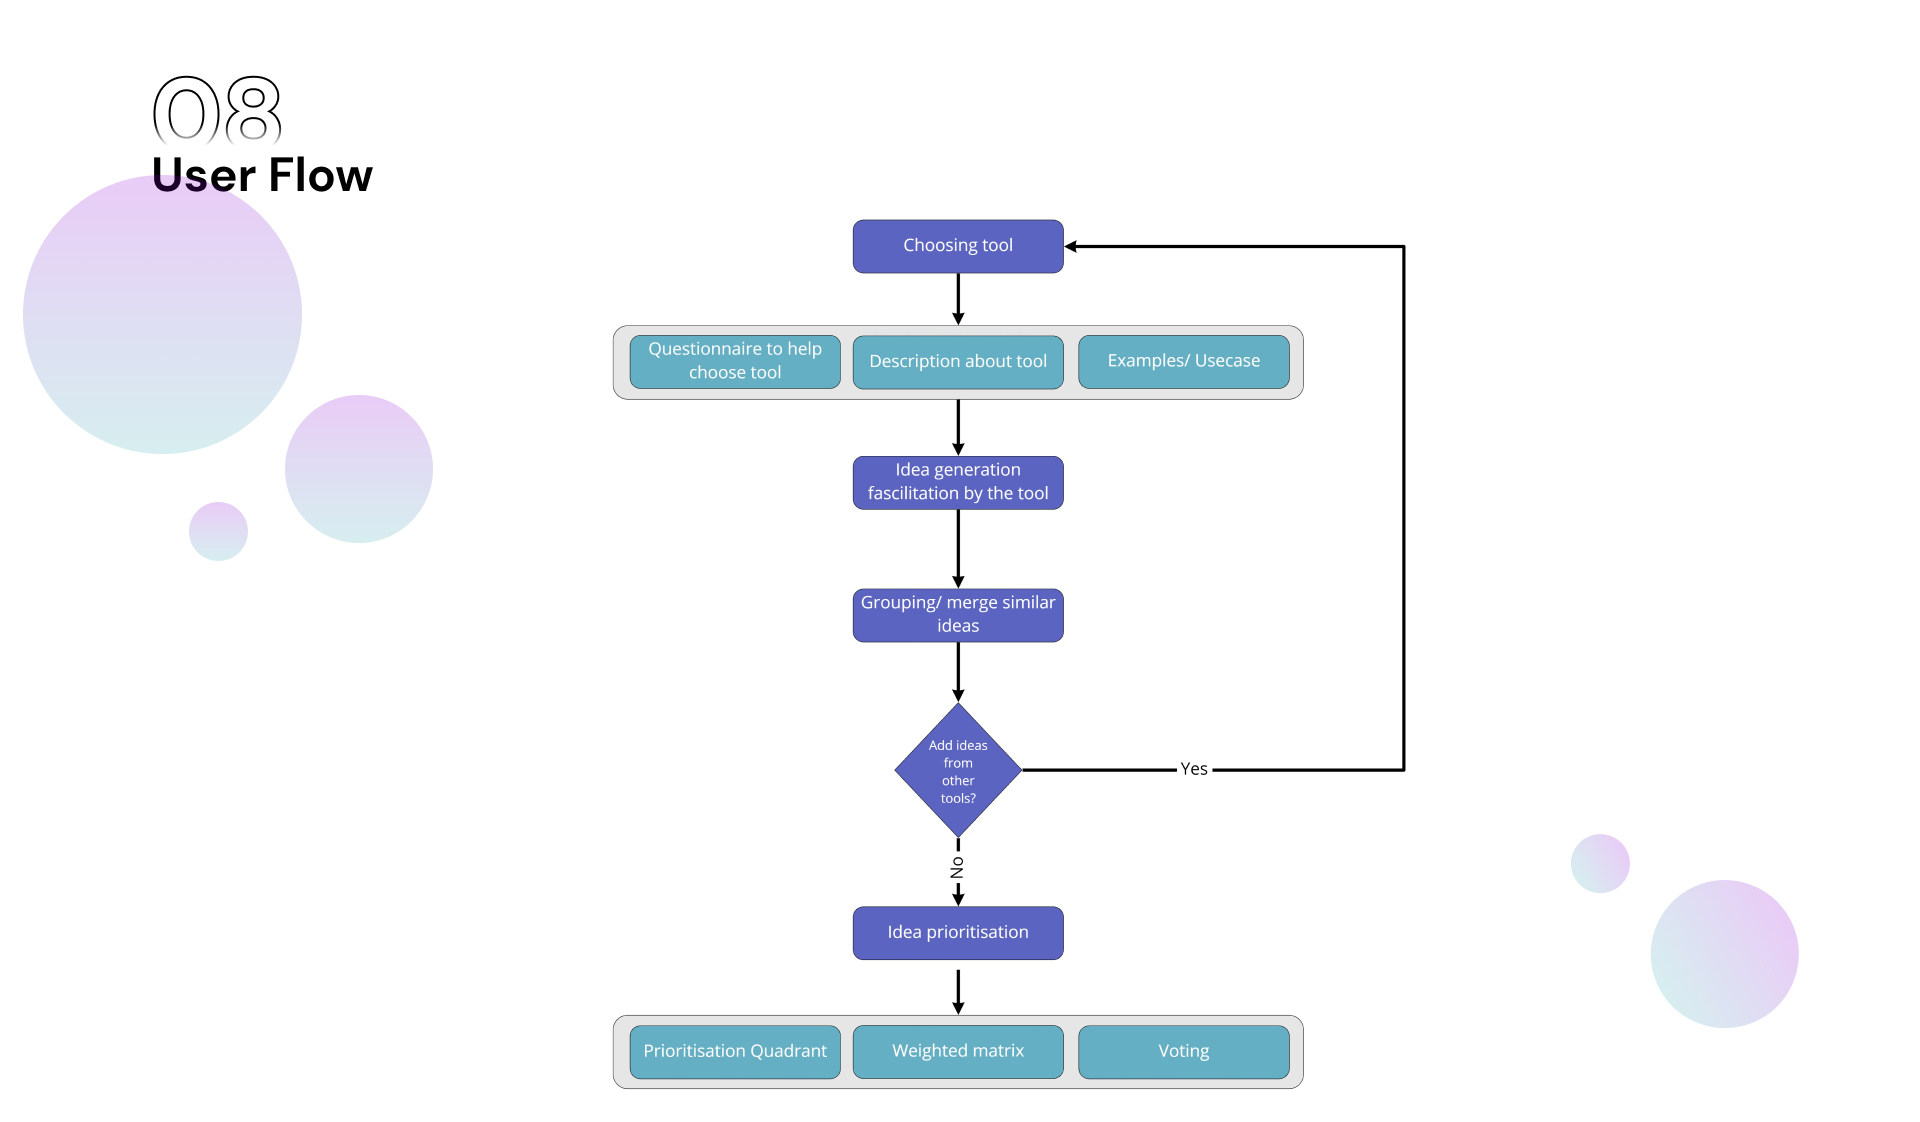 08
User Flow
Choosing tool
Questionnaire to help
choose tool
Description about tool
Examples/ Usecase
Idea generation
fascilitation by the tool
Grouping/ merge similar
ideas
Add ideas
from
other
tools?
Yes
No
Idea prioritisation
Prioritisation Quadrant
Weighted matrix
Voting